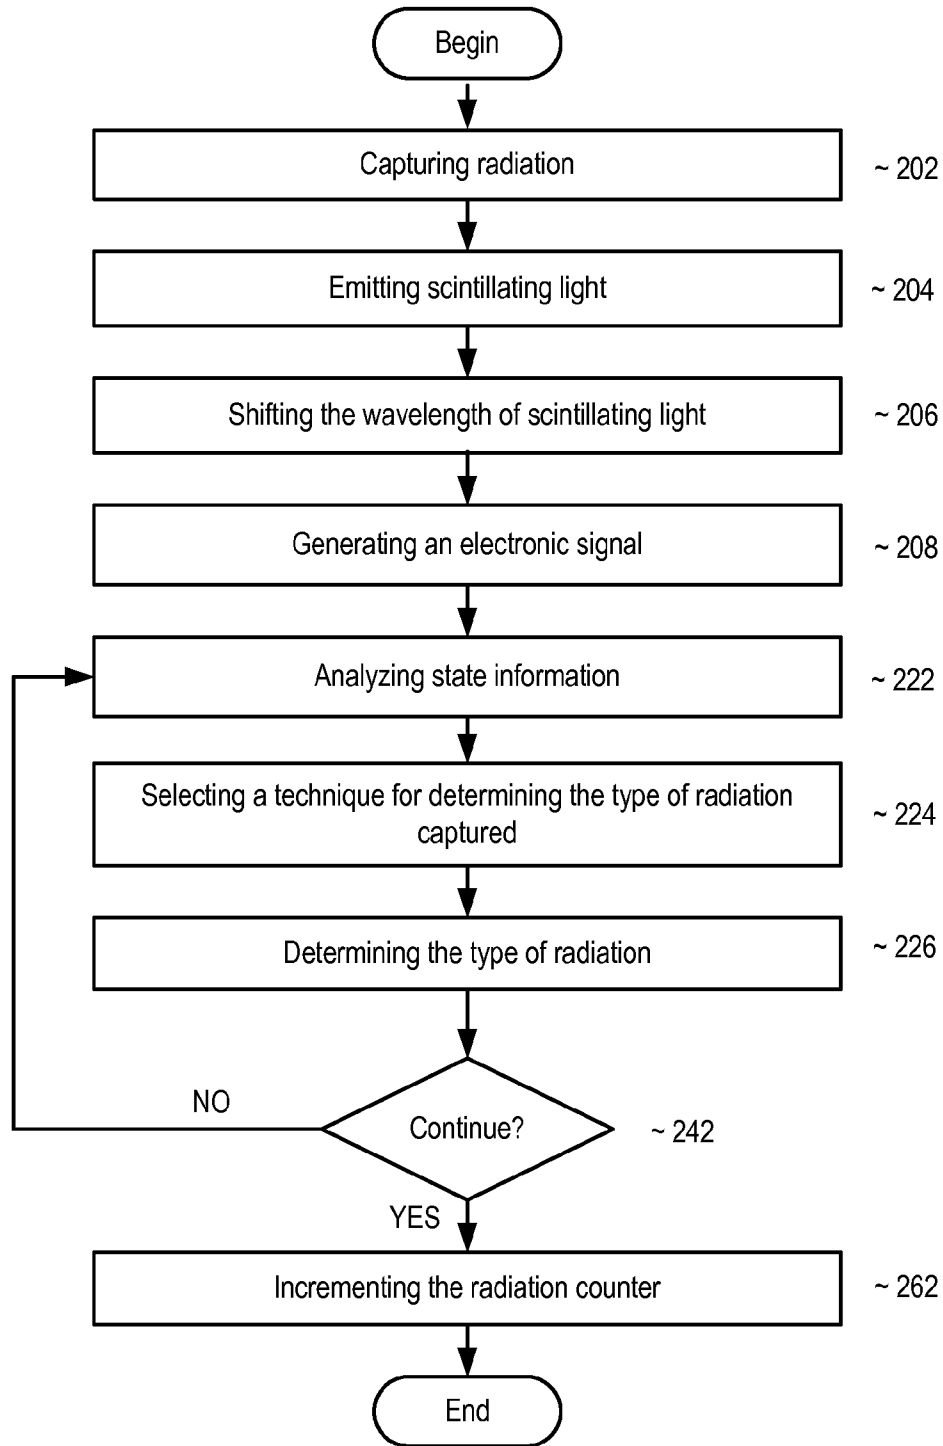 Begin
Capturing radiation
~ 202
Emitting scintillating light
~ 204
Shifting the wavelength of scintillating light
~ 206
Generating an electronic signal
~ 208
Analyzing state information
~ 222
Selecting a technique for determining the type of radiation
captured
~ 224
Determining the type of radiation
~ 226
NO
Continue?
~ 242
YES
Incrementing the radiation counter
~ 262
End